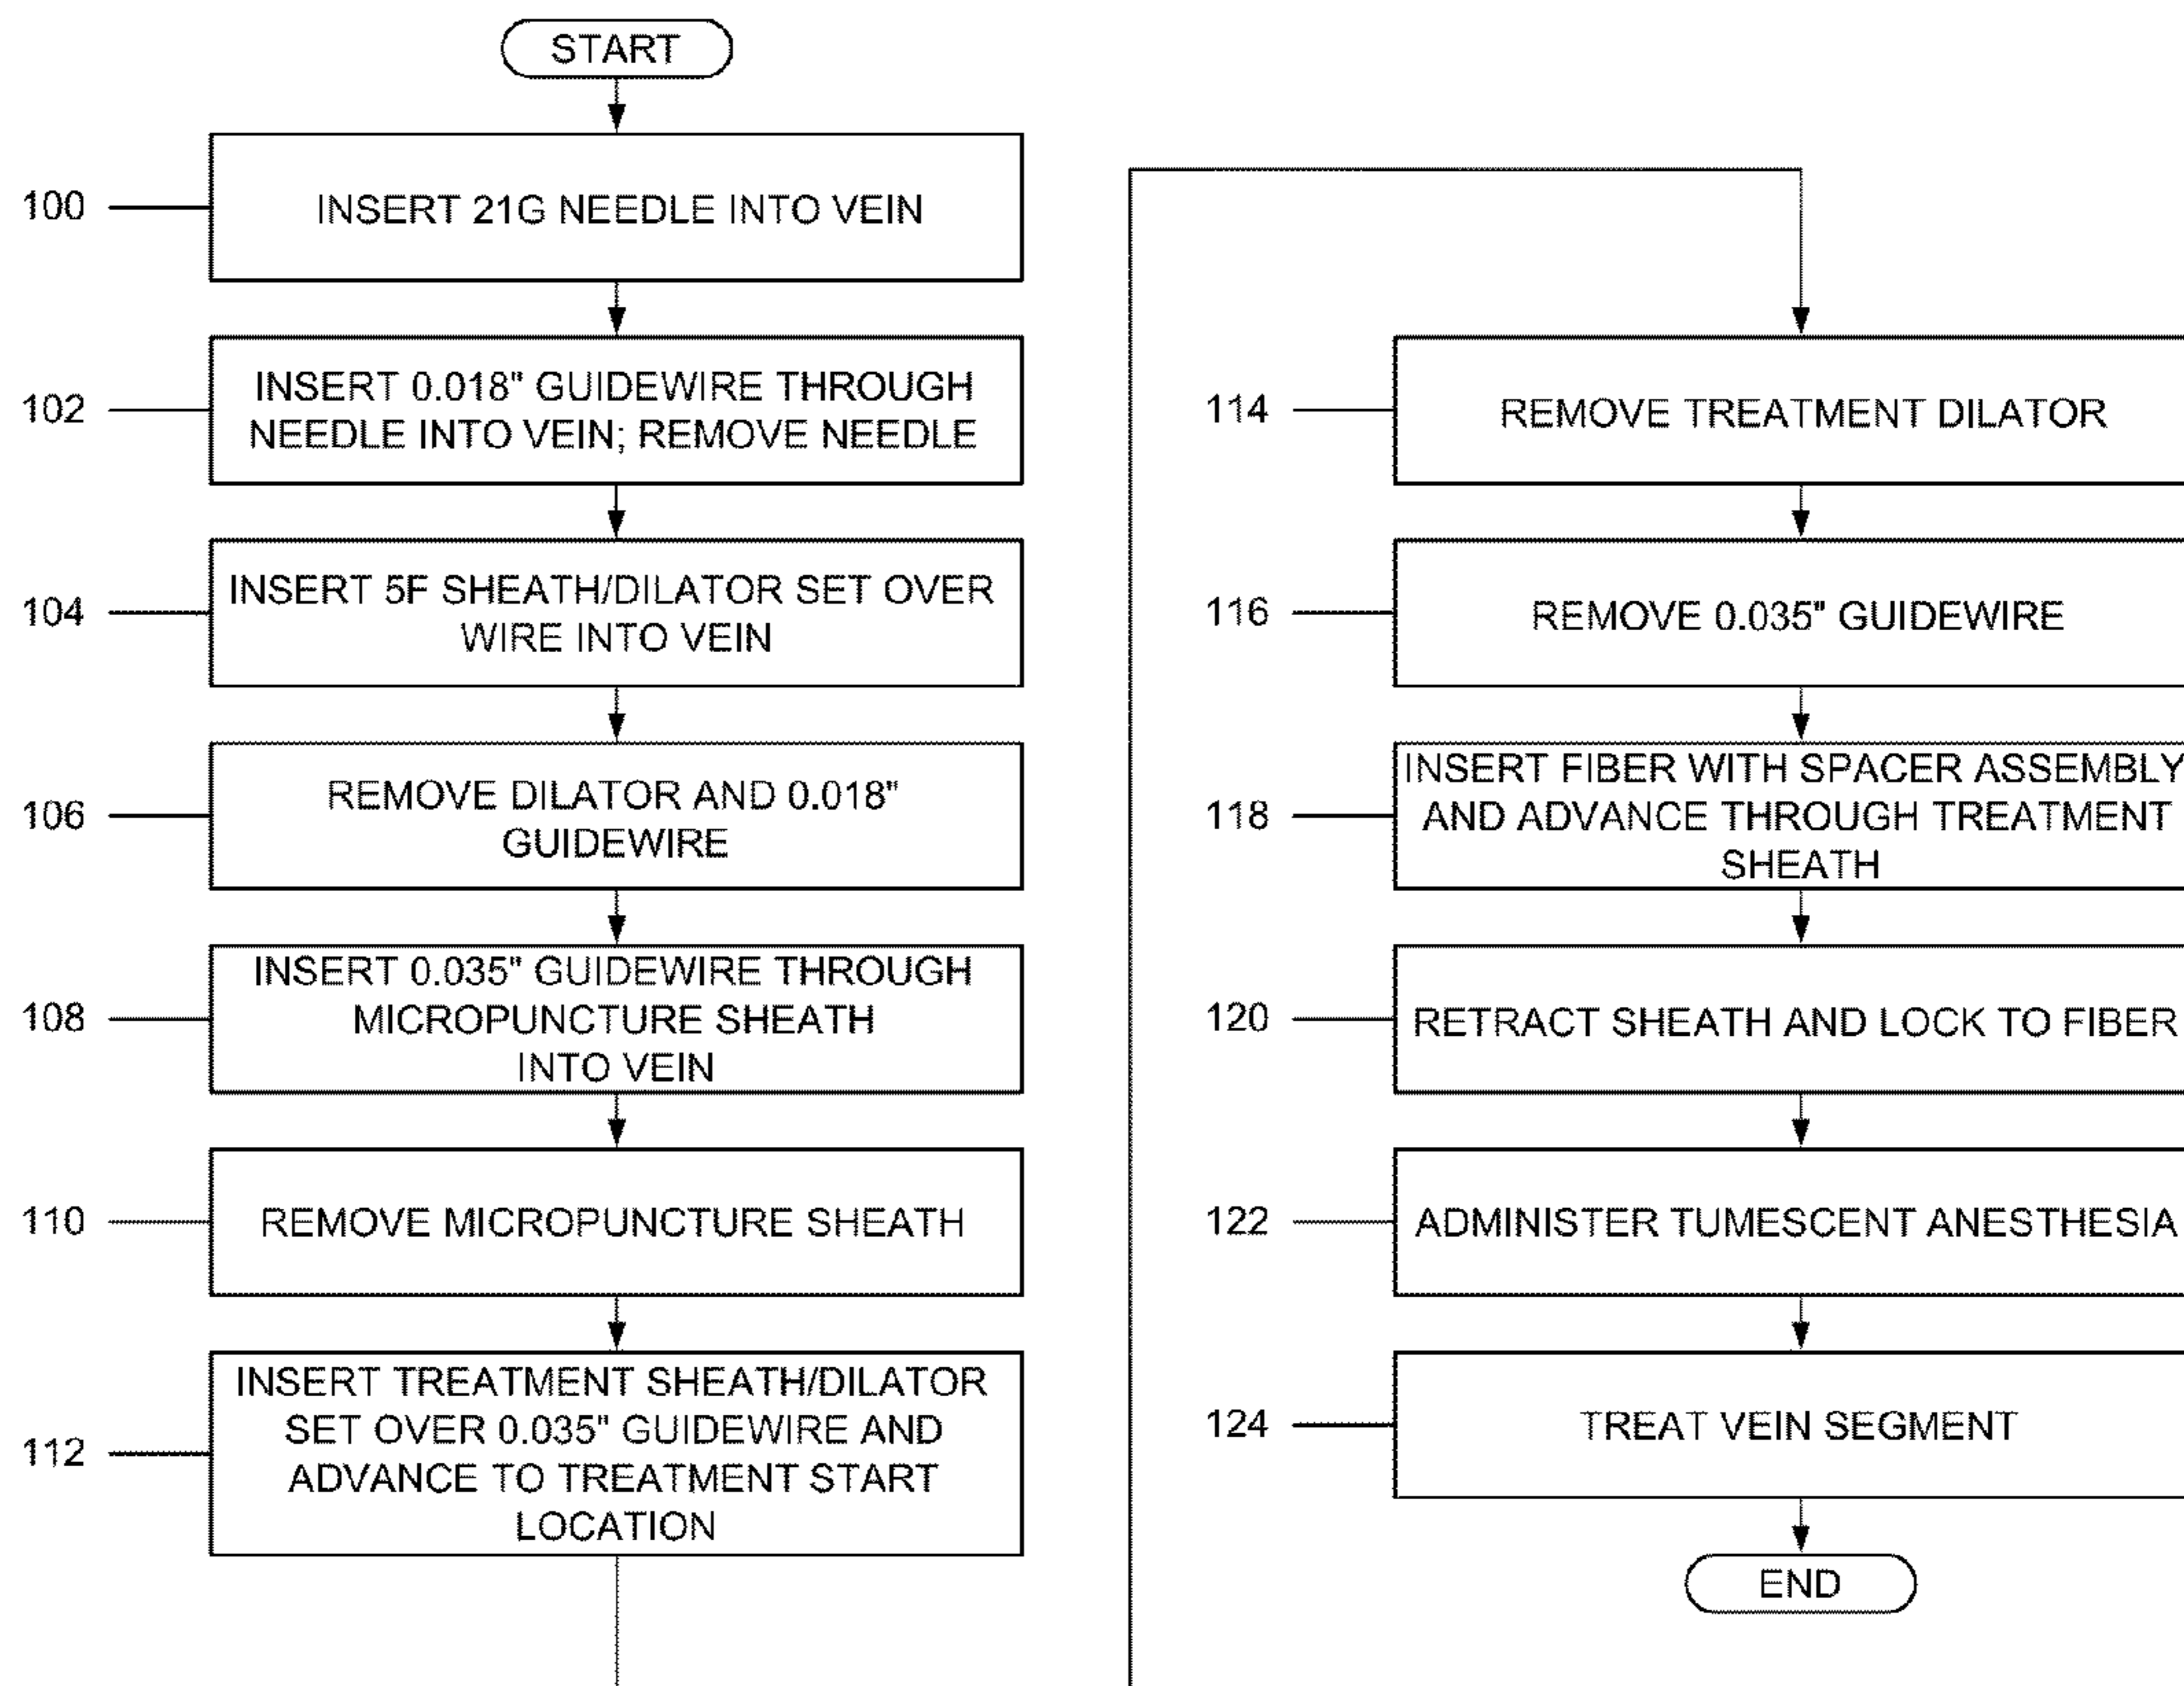 START
100
INSERT 21G NEEDLE INTO VEIN
102
INSERT 0.018" GUIDEWIRE THROUGH
NEEDLE INTO VEIN; REMOVE NEEDLE
104
INSERT 5F SHEATH/DILATOR SET OVER
WIRE INTO VEIN
106
REMOVE DILATOR AND 0.018"
GUIDEWIRE
108
INSERT 0.035" GUIDEWIRE THROUGH
MICROPUNCTURE SHEATH
INTO VEIN
110
REMOVE MICROPUNCTURE SHEATH
112
INSERT TREATMENT SHEATH/DILATOR
SET OVER 0.035" GUIDEWIRE AND
ADVANCE TO TREATMENT START
LOCATION
114
REMOVE TREATMENT DILATOR
116
REMOVE 0.035" GUIDEWIRE
118
INSERT FIBER WITH SPACER ASSEMBLY
AND ADVANCE THROUGH TREATMENT
SHEATH
120
RETRACT SHEATH AND LOCK TO FIBER
122
ADMINISTER TUMESCENT ANESTHESIA
124
TREAT VEIN SEGMENT
END